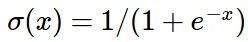 σ(x) = 1/(1 + e⁻ˣ)